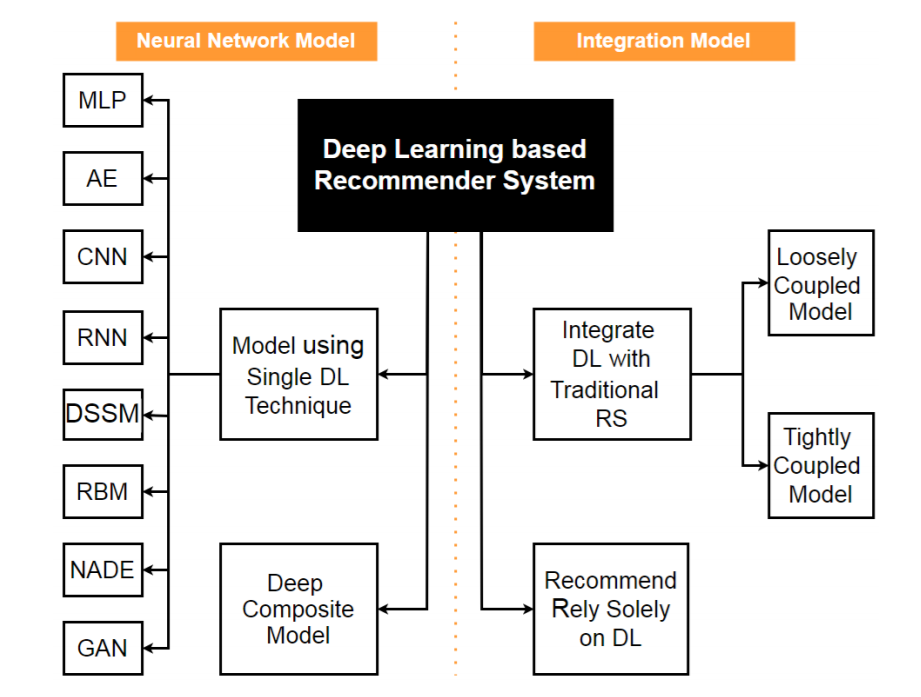 Neural Network Model
Integration Model
Deep Learning based
Recommender System
MLP
AE
CNN
RNN
DSSM
RBM
NADE
GAN
Model using
Single DL
Technique
Deep
Composite
Model
Integrate
DL with
Traditional
RS
Recommend
Rely Solely
on DL
Loosely
Coupled
Model
Tightly
Coupled
Model